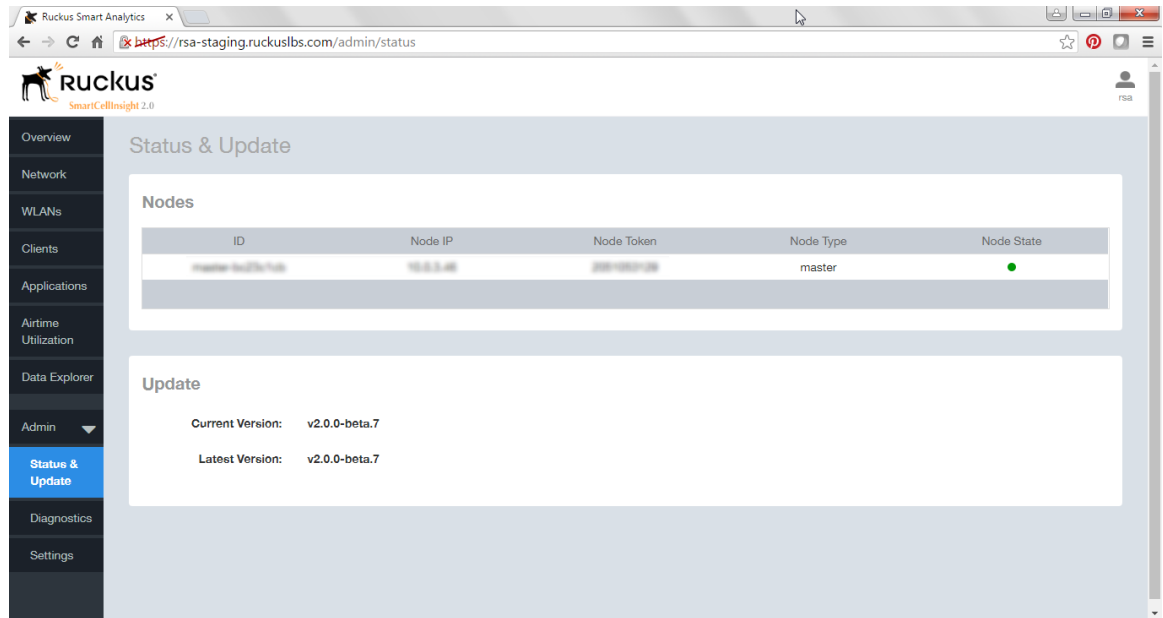 Ruckus Smart Analytics
https://rsa-staging.ruckuslbs.com/admin/status
Ruckus
SmartCellInsight 2.0
rsa
Overview
Network
WLANs
Clients
Applications
Airtime
Utilization
Data Explorer
Admin
Status &
Update
Diagnostics
Settings
Status & Update
Nodes
ID Node IP Node Token Node Type Node State
master
Update
Current Version: v2.0.0-beta.7
Latest Version: v2.0.0-beta.7